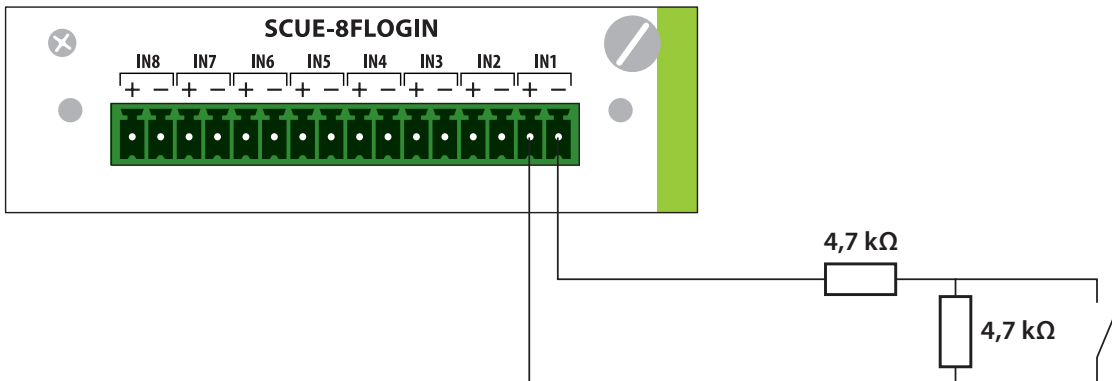 SCUE-8FLOGIN
IN8 IN7 IN6 IN5 IN4 IN3 IN2 IN1
+ − + − + − + − + − + − + − + −
4,7 kΩ
4,7 kΩ